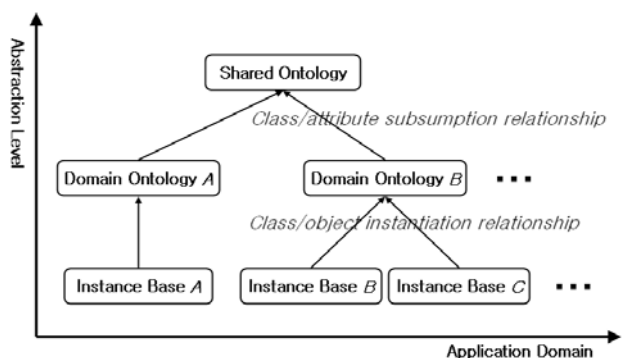 Abstraction Level
Shared Ontology
Class/attribute subsumption relationship
Domain Ontology A
Domain Ontology B
Class/object instantiation relationship
Instance Base A
Instance Base B
Instance Base C
Application Domain